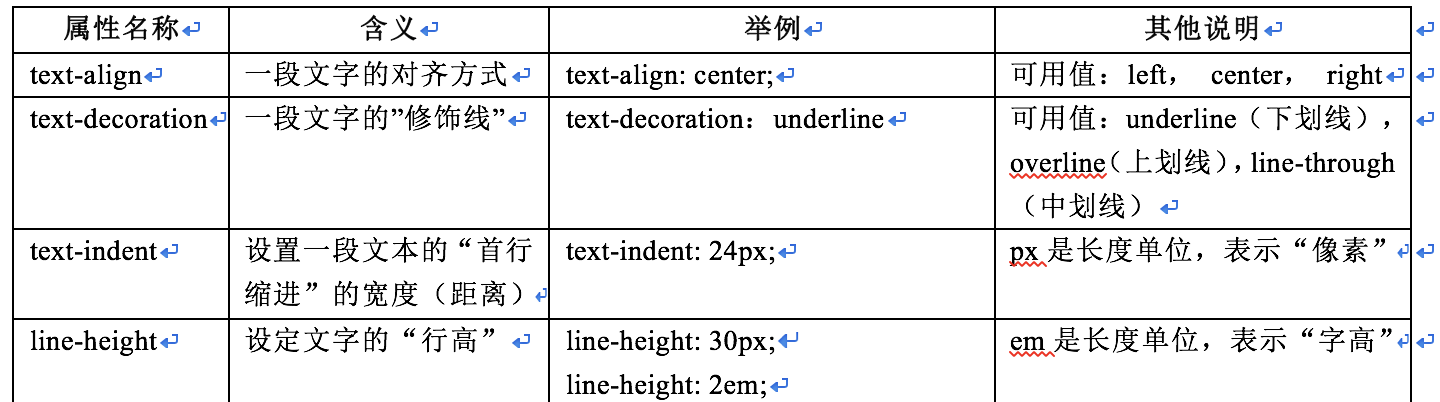 属性名称 含义 举例 其他说明
text-align 一段文字的对齐方式 text-align: center; 可用值：left， center， right
text-decoration 一段文字的”修饰线” text-decoration：underline 可用值：underline（下划线），
overline（上划线），line-through
（中划线）
text-indent 设置一段文本的“首行 text-indent: 24px; px 是长度单位，表示“像素”
缩进”的宽度（距离）
line-height 设定文字的“行高” line-height: 30px; em 是长度单位，表示“字高”
line-height: 2em;